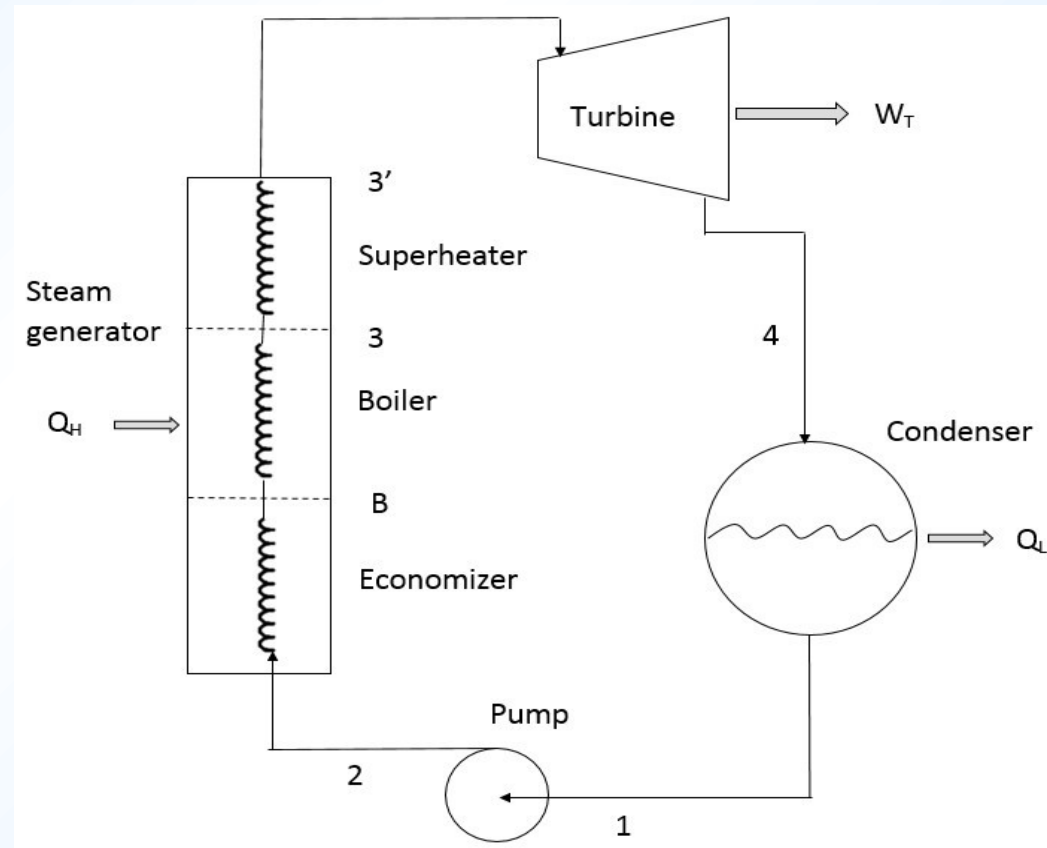 Turbine
W_T
3’
Superheater
Steam
generator
3
4
Boiler
Q_H
Condenser
B
Q_L
Economizer
Pump
2
1